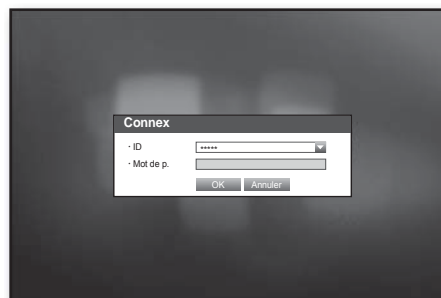 Connex
· ID *****
· Mot de p.
OK Annuler